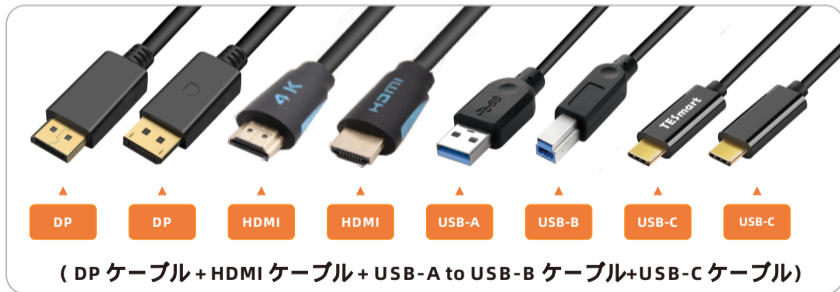 4K
HDMI
SS
TESmart
DP
DP
HDMI
HDMI
USB-A
USB-B
USB-C
USB-C
( DP ケーブル + HDMI ケーブル + USB-A to USB-B ケーブル+USB-C ケーブル)